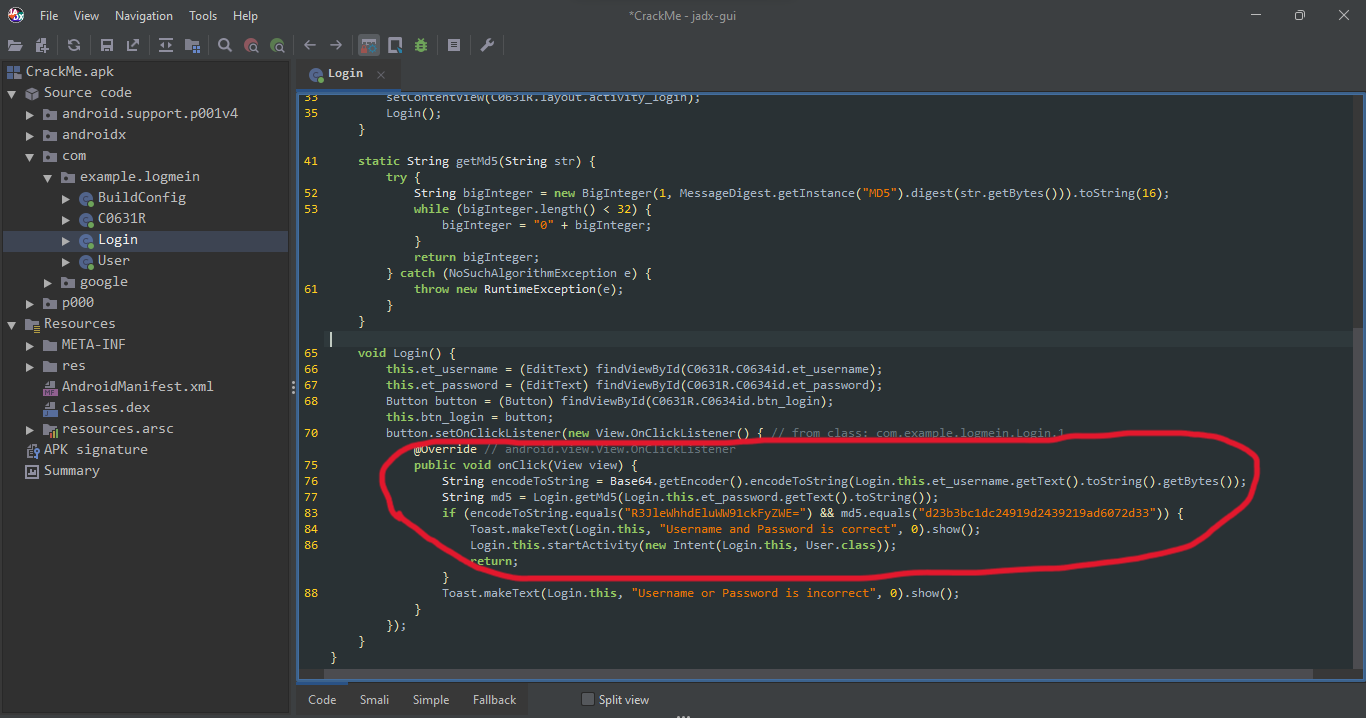 File View Navigation Tools Help
*CrackMe - jadx-gui
CrackMe.apk
Source code
android.support.p001v4
androidx
com
example.logmein
BuildConfig
C0631R
Login
User
google
p000
Resources
META-INF
res
AndroidManifest.xml
classes.dex
resources.arsc
APK signature
Summary
Login
33 setContentView(C0631R.layout.activity_login);
35 Login();
}
41 static String getMd5(String str) {
try {
52 String bigInteger = new BigInteger(1, MessageDigest.getInstance("MD5").digest(str.getBytes())).toString(16);
53 while (bigInteger.length() < 32) {
bigInteger = "0" + bigInteger;
}
return bigInteger;
} catch (NoSuchAlgorithmException e) {
61 throw new RuntimeException(e);
}
}
65 void Login() {
66 this.et_username = (EditText) findViewById(C0631R.C0634id.et_username);
67 this.et_password = (EditText) findViewById(C0631R.C0634id.et_password);
68 Button button = (Button) findViewById(C0631R.C0634id.btn_login);
this.btn_login = button;
70 button.setOnClickListener(new View.OnClickListener() { // from class: com.example.logmein.Login.1
@Override // android.view.View.OnClickListener
75 public void onClick(View view) {
76 String encodeToString = Base64.getEncoder().encodeToString(Login.this.et_username.getText().toString().getBytes());
77 String md5 = Login.getMd5(Login.this.et_password.getText().toString());
83 if (encodeToString.equals("R3JleWhhdEluWW91ckFyZWE=") && md5.equals("d23b3bc1dc24919d2439219ad6072d33")) {
84 Toast.makeText(Login.this, "Username and Password is correct", 0).show();
86 Login.this.startActivity(new Intent(Login.this, User.class));
return;
}
88 Toast.makeText(Login.this, "Username or Password is incorrect", 0).show();
}
});
}
}
Code Smali Simple Fallback Split view